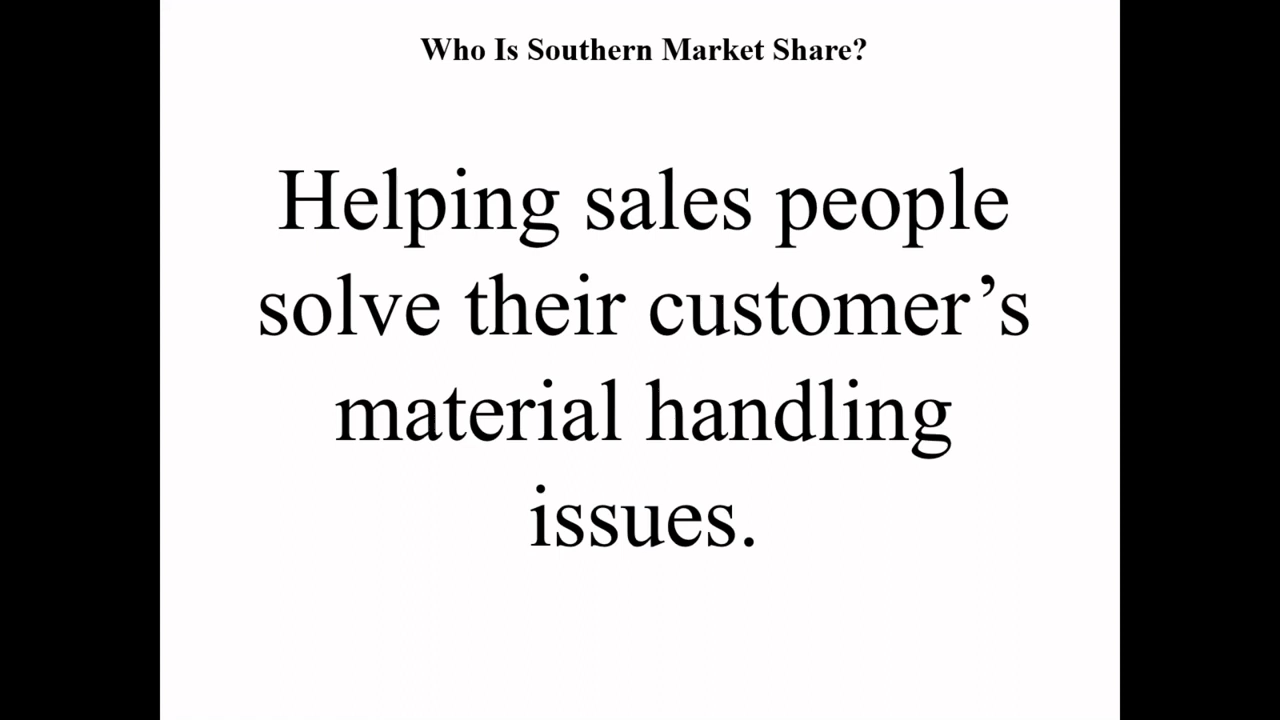 Who Is Southern Market Share?
Helping sales people
solve their customer’s
material handling
issues.